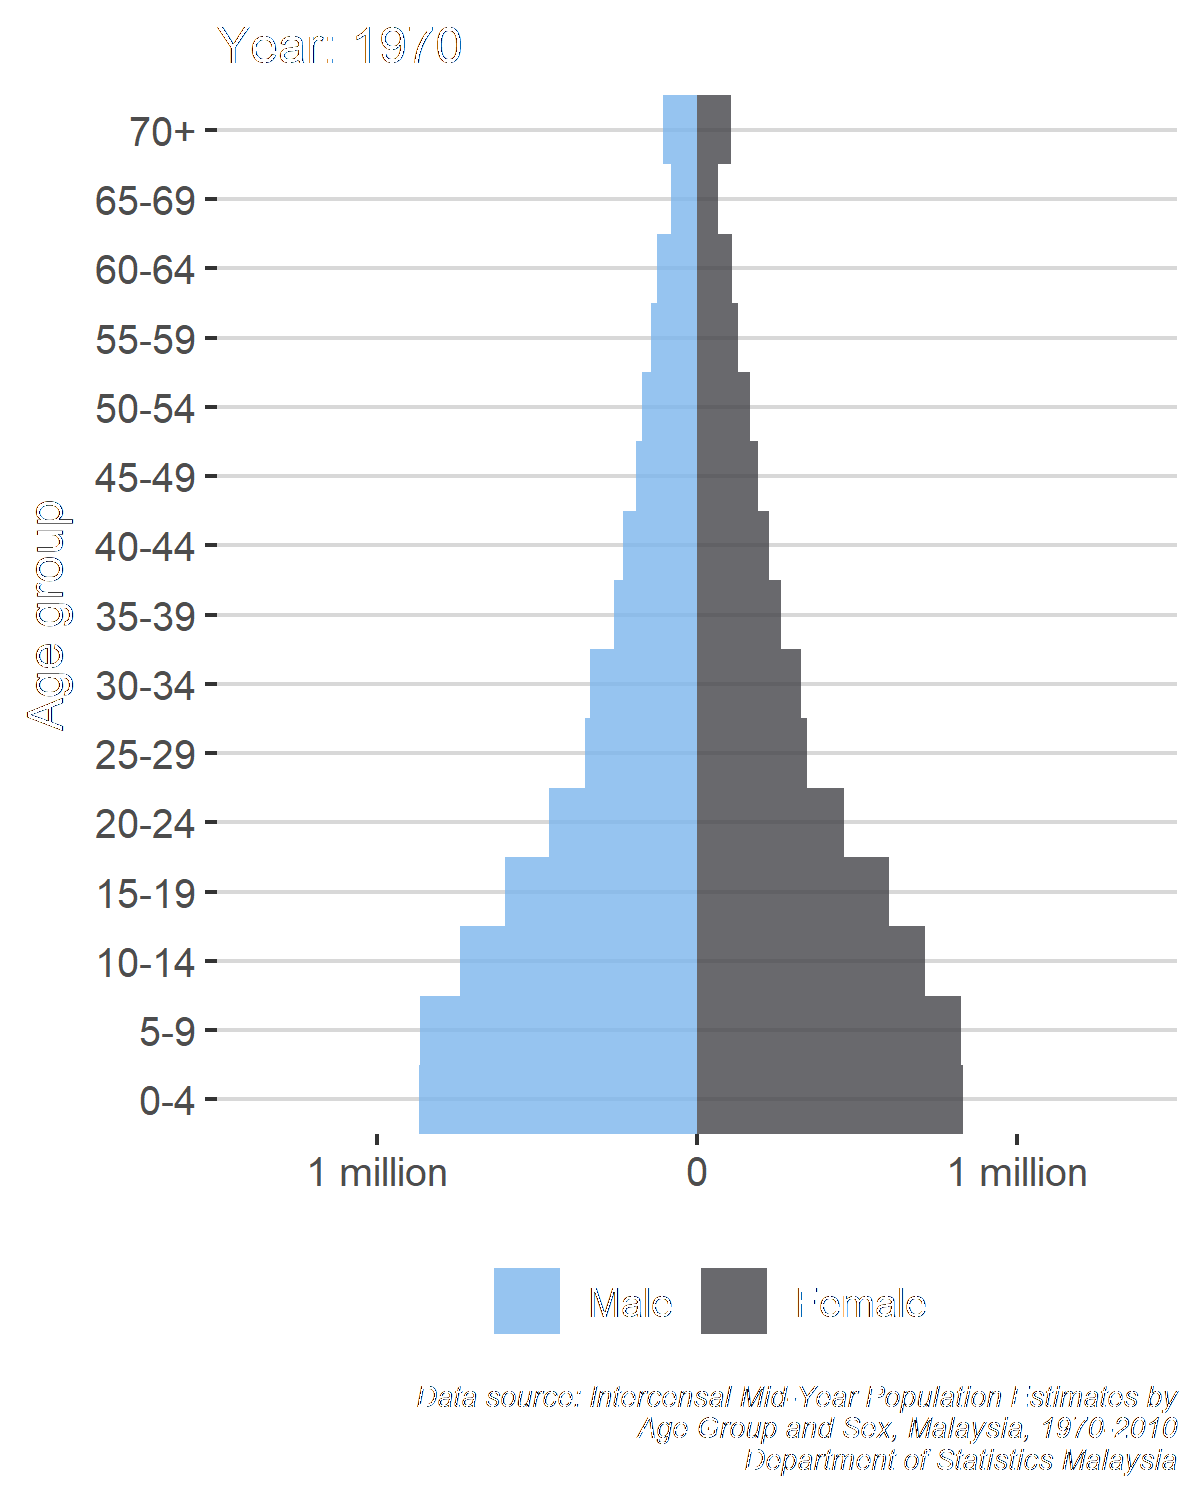 Year: 1970
70+
65-69
60-64
55-59
50-54
45-49
40-44
35-39
30-34
25-29
20-24
15-19
10-14
5-9
0-4
Age group
1 million 0 1 million
Male Female
Data source: Intercensal Mid-Year Population Estimates by
Age Group and Sex, Malaysia, 1970-2010
Department of Statistics Malaysia